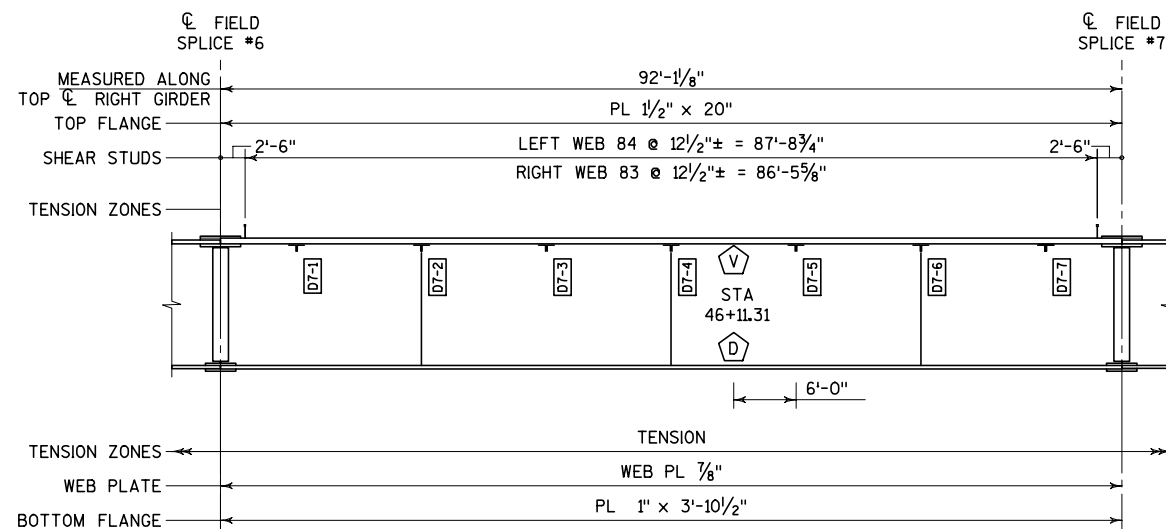 ℄ FIELD
SPLICE #6
℄ FIELD
SPLICE #7
MEASURED ALONG
TOP ℄ RIGHT GIRDER
92'-1⅛"
TOP FLANGE
PL 1½" x 20"
SHEAR STUDS
2'-6"
LEFT WEB 84 @ 12½"± = 87'-8¾"
2'-6"
RIGHT WEB 83 @ 12½"± = 86'-5⅝"
TENSION ZONES
D7-1
D7-2
D7-3
D7-4
V
D7-5
D7-6
D7-7
STA
46+11.31
D
6'-0"
TENSION ZONES
TENSION
WEB PLATE
WEB PL ⅞"
BOTTOM FLANGE
PL 1" x 3'-10½"